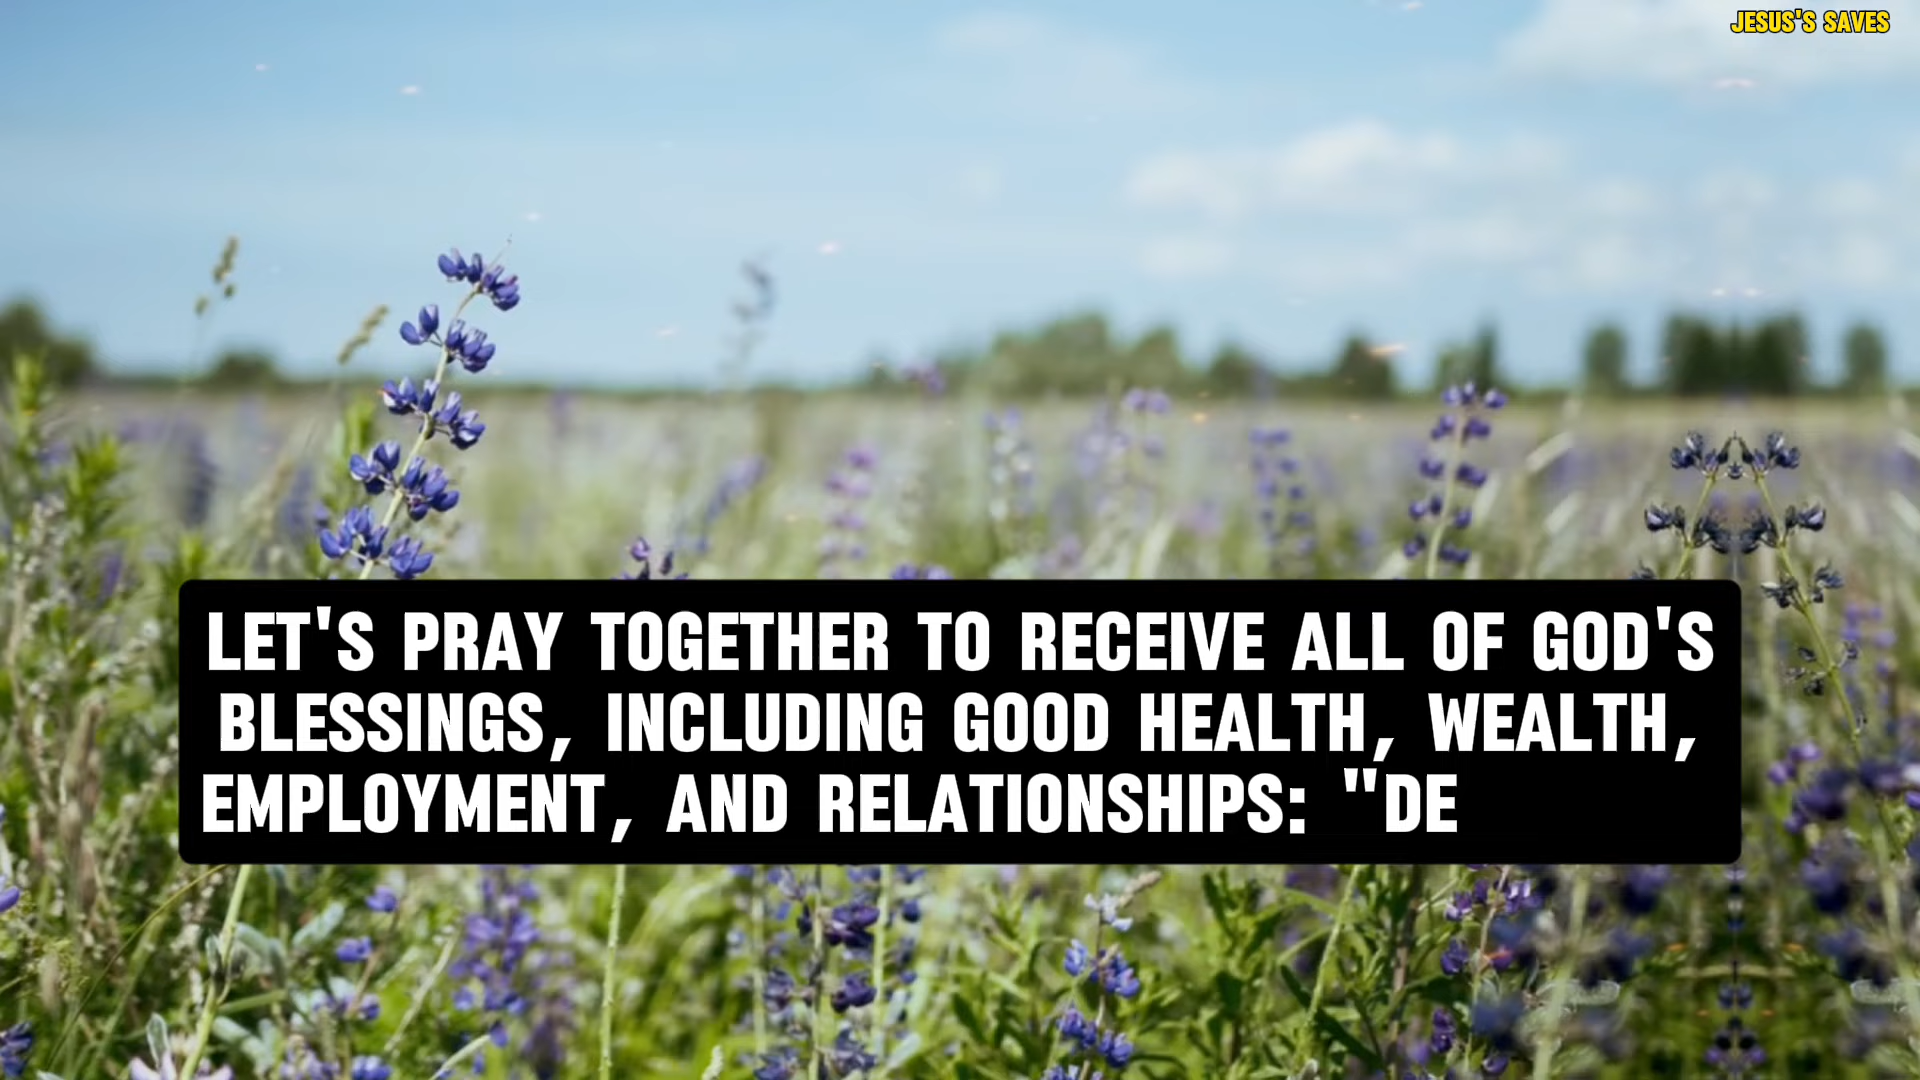 JESUS'S SAVES
LET'S PRAY TOGETHER TO RECEIVE ALL OF GOD'S
BLESSINGS, INCLUDING GOOD HEALTH, WEALTH,
EMPLOYMENT, AND RELATIONSHIPS: "DE